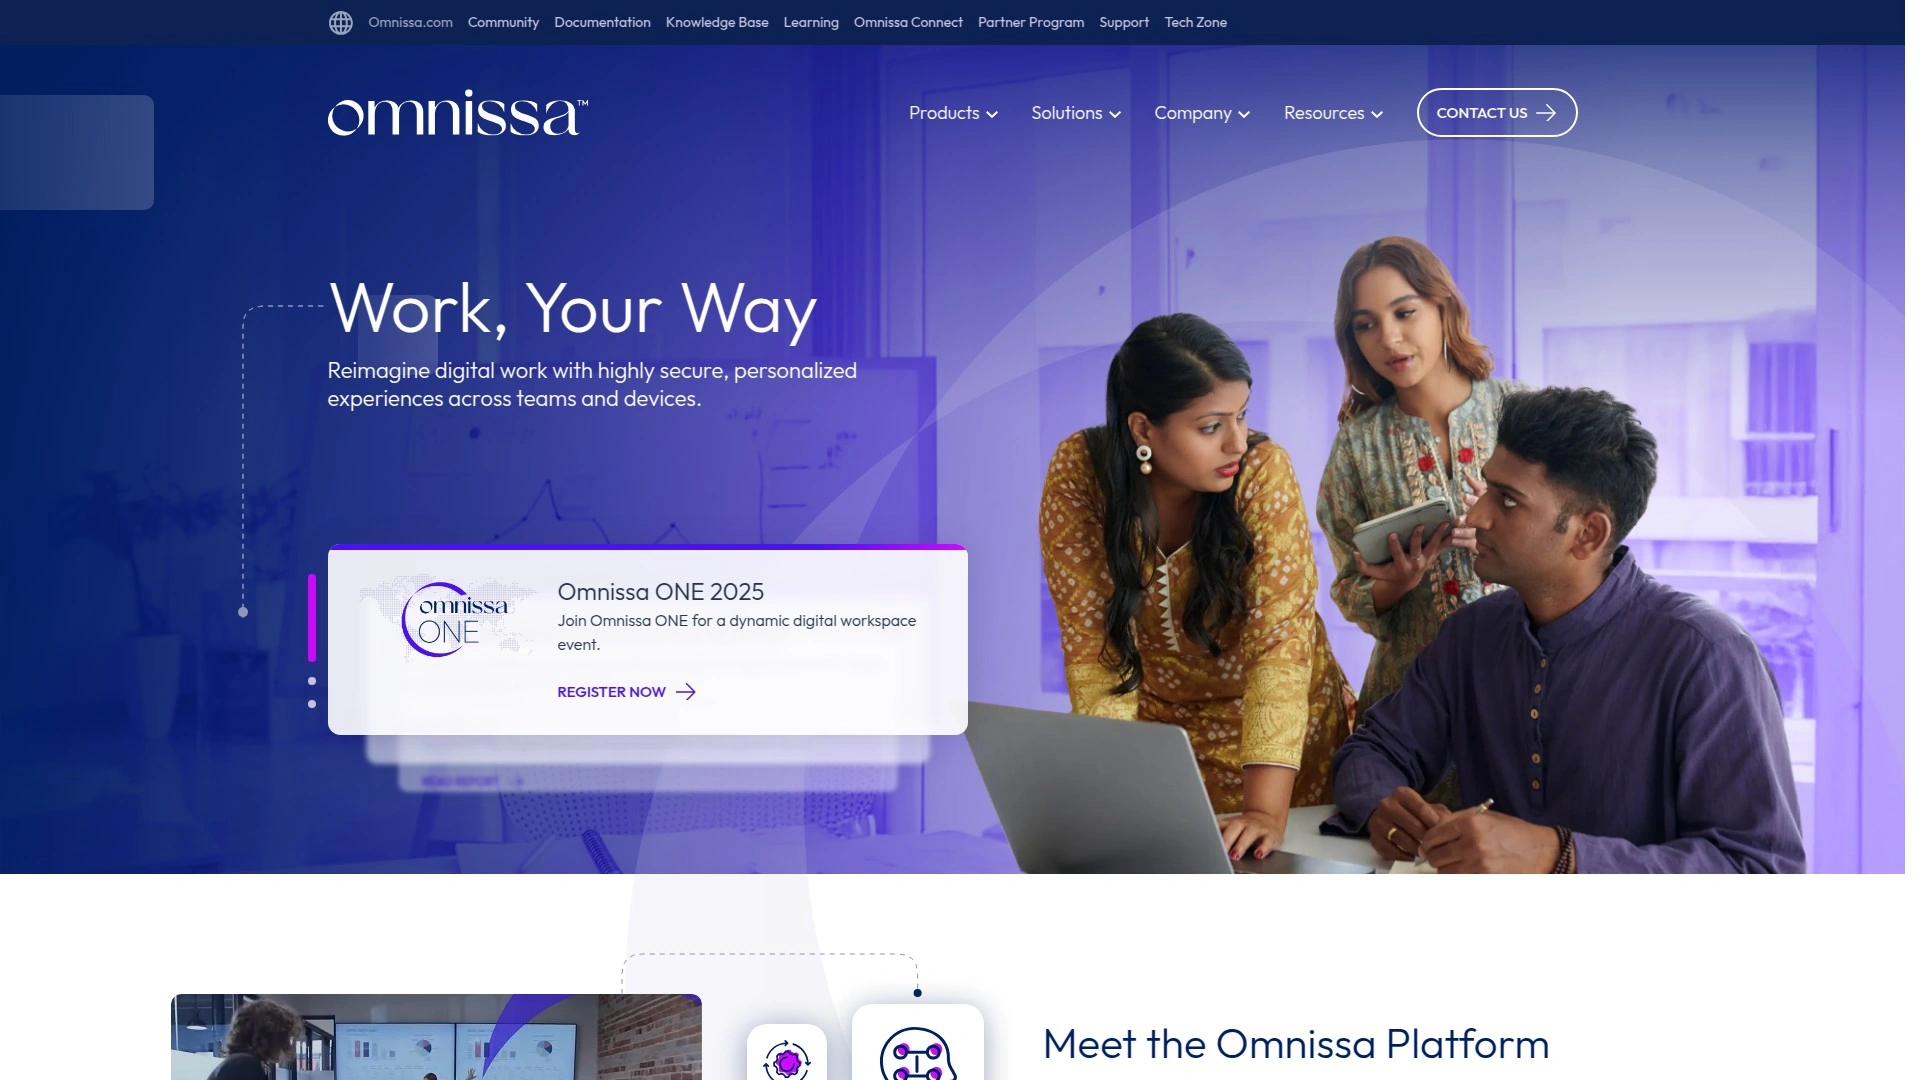 Omnissa.com Community Documentation Knowledge Base Learning Omnissa Connect Partner Program Support Tech Zone
omnissa™
Products Solutions Company Resources CONTACT US
Work, Your Way
Reimagine digital work with highly secure, personalized
experiences across teams and devices.
omnissa
ONE
Omnissa ONE 2025
Join Omnissa ONE for a dynamic digital workspace
event.
REGISTER NOW
READ REPORT
Meet the Omnissa Platform